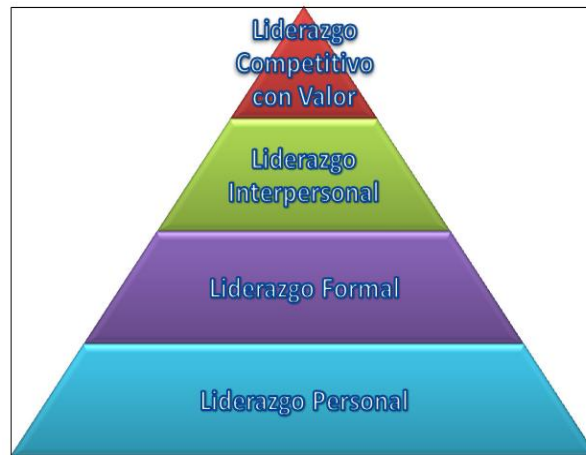 Liderazgo
Competitivo
con Valor
Liderazgo
Interpersonal
Liderazgo Formal
Liderazgo Personal